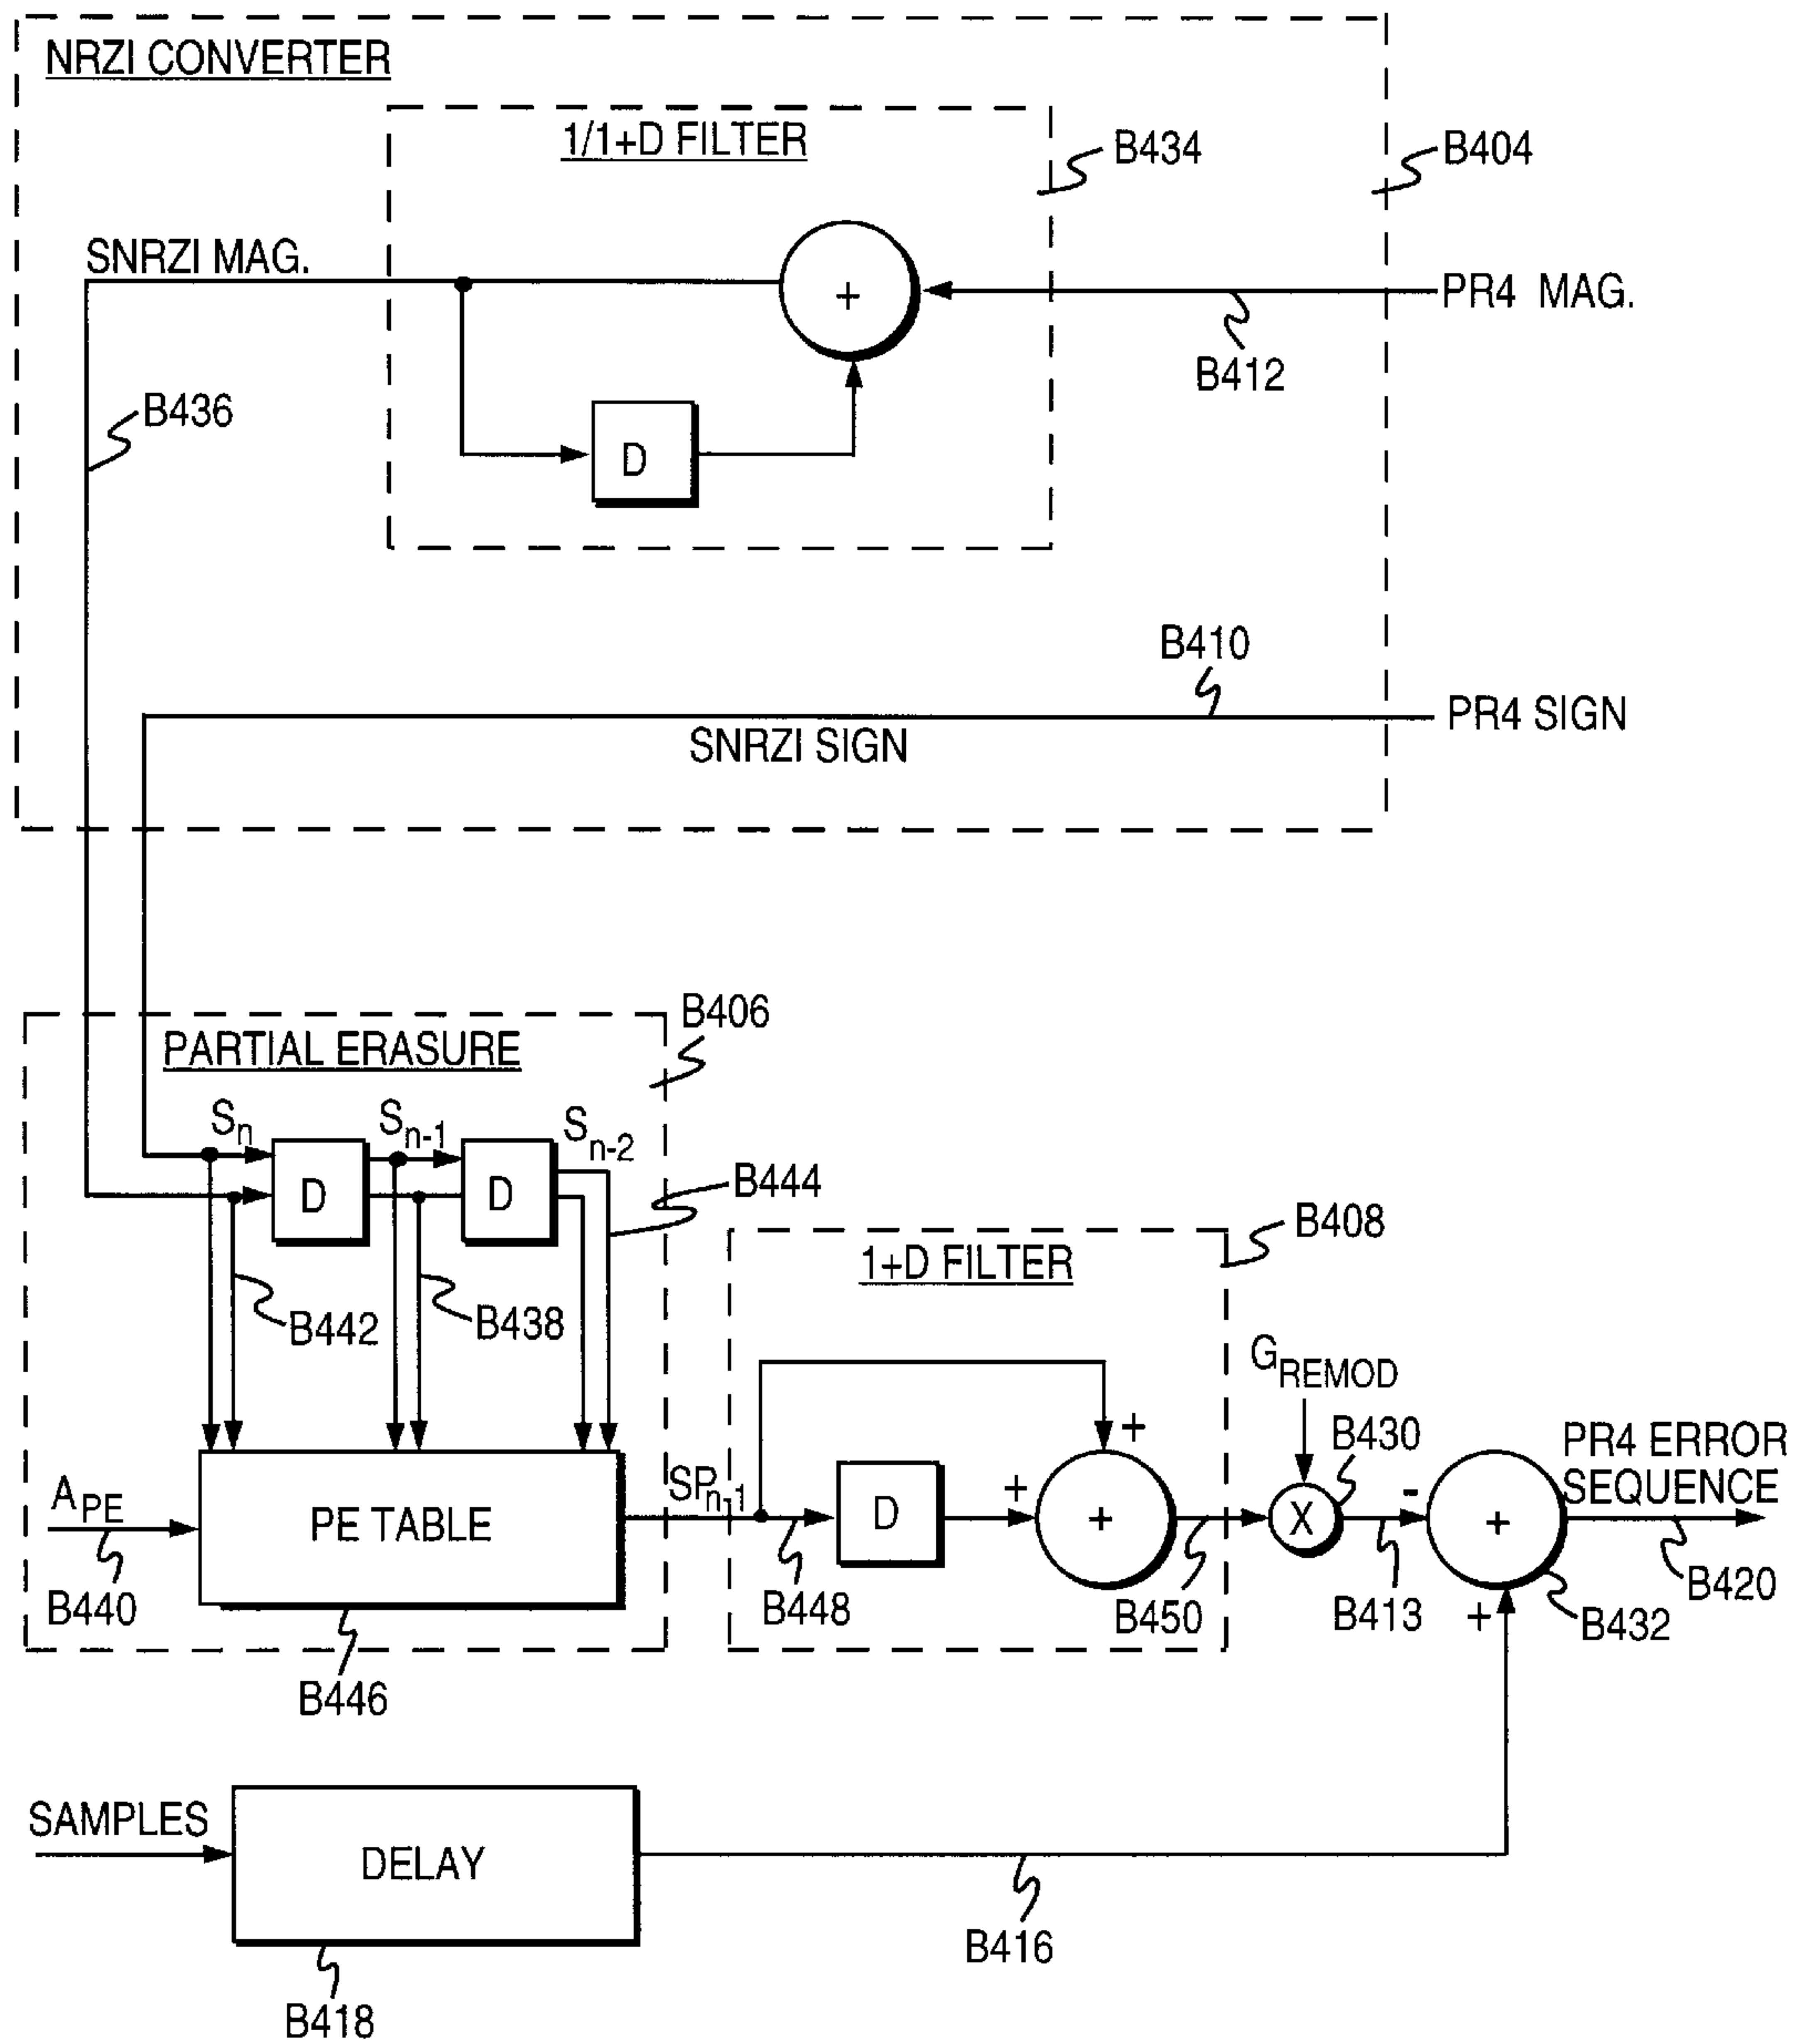 NRZI CONVERTER
1/1+D FILTER
B434
B404
SNRZI MAG.
+
PR4 MAG.
B412
B436
D
B410
PR4 SIGN
SNRZI SIGN
B406
PARTIAL ERASURE
Sn
Sn-1
Sn-2
D
D
B444
B408
1+D FILTER
B442
B438
GREMOD
+
B430
PR4 ERROR
SEQUENCE
APE
PE TABLE
SPn-1
D
+
+
X
-
+
B440
B448
B450
B413
+
B432
B420
B446
SAMPLES
DELAY
B416
B418